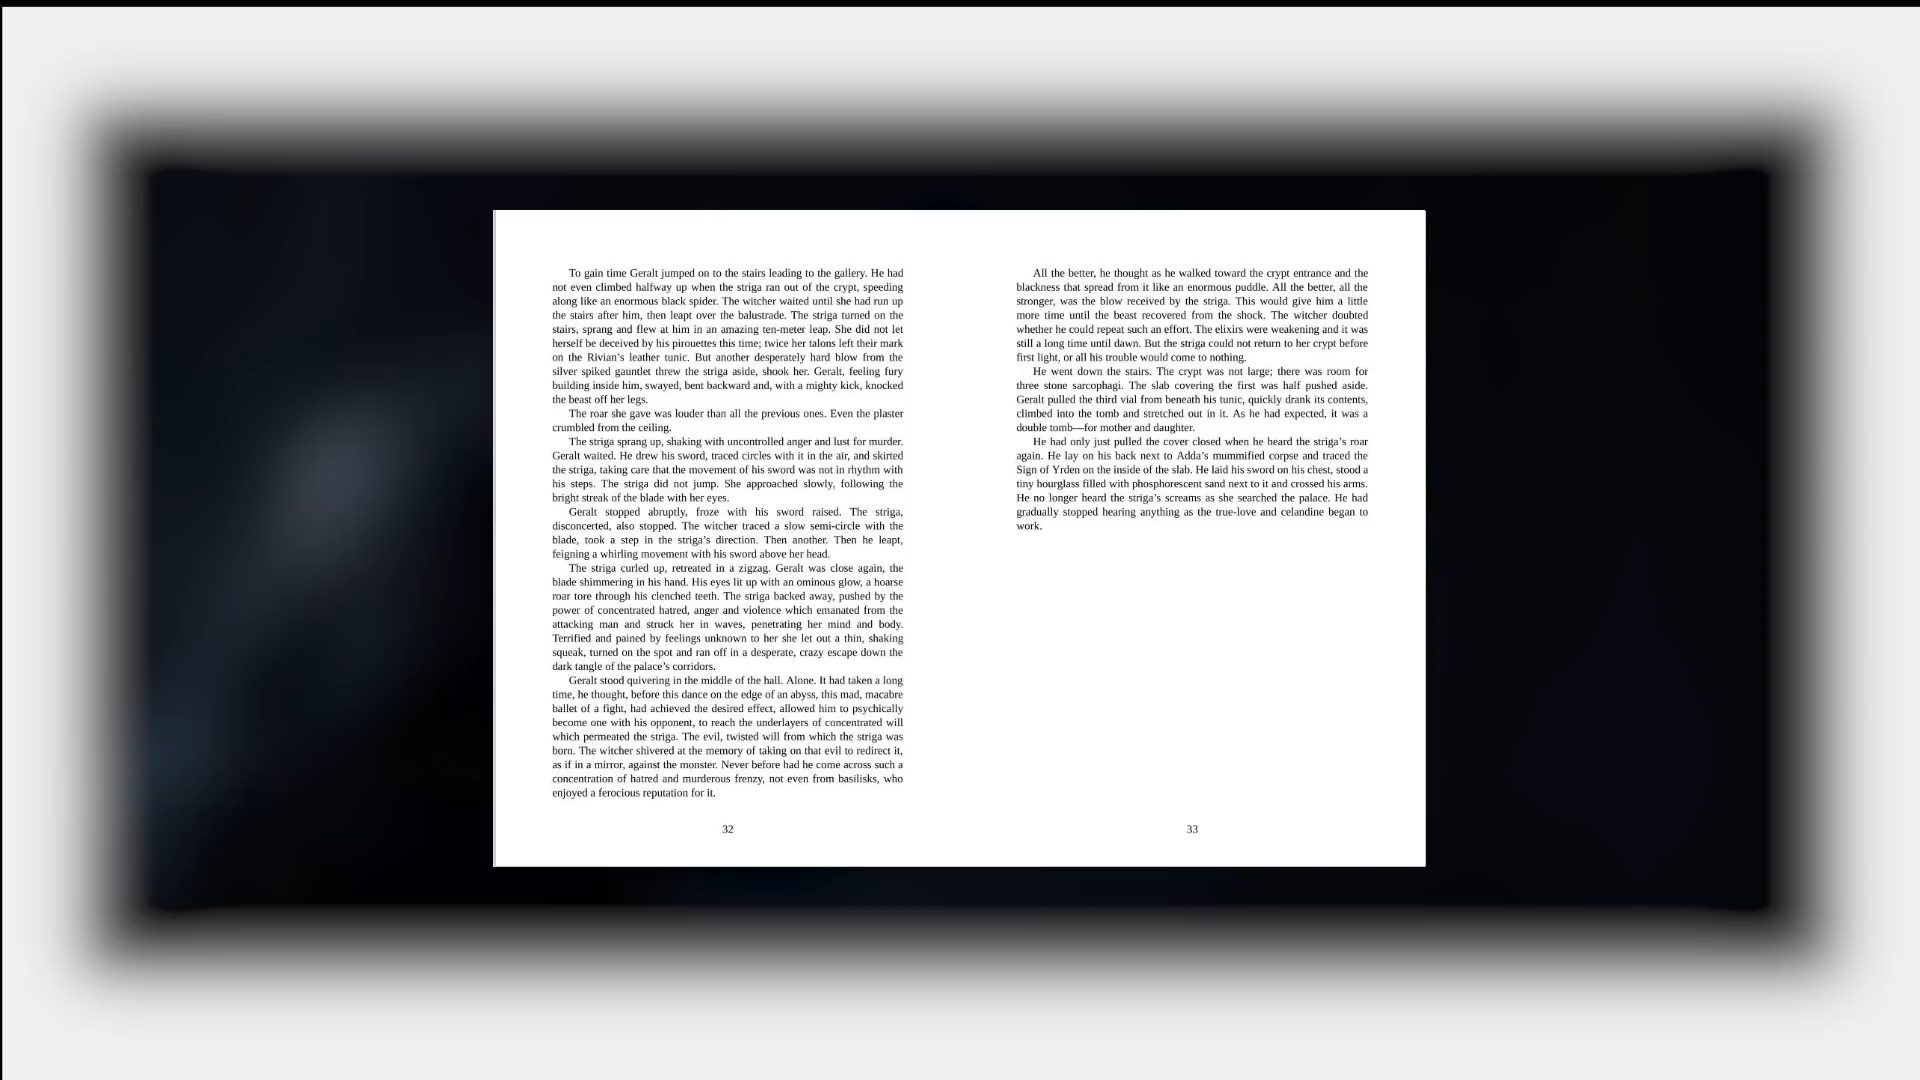 To gain time Geralt jumped on to the stairs leading to the gallery. He had
not even climbed halfway up when the striga ran out of the crypt, speeding
along like an enormous black spider. The witcher waited until she had run up
the stairs after him, then leapt over the balustrade. The striga turned on the
stairs, sprang and flew at him in an amazing ten-meter leap. She did not let
herself be deceived by his pirouettes this time; twice her talons left their mark
on the Rivian’s leather tunic. But another desperately hard blow from the
silver spiked gauntlet threw the striga aside, shook her. Geralt, feeling fury
building inside him, swayed, bent backward and, with a mighty kick, knocked
the beast off her legs.
The roar she gave was louder than all the previous ones. Even the plaster
crumbled from the ceiling.
The striga sprang up, shaking with uncontrolled anger and lust for murder.
Geralt waited. He drew his sword, traced circles with it in the air, and skirted
the striga, taking care that the movement of his sword was not in rhythm with
his steps. The striga did not jump. She approached slowly, following the
bright streak of the blade with her eyes.
Geralt stopped abruptly, froze with his sword raised. The striga,
disconcerted, also stopped. The witcher traced a slow semi-circle with the
blade, took a step in the striga’s direction. Then another. Then he leapt,
feigning a whirling movement with his sword above her head.
The striga curled up, retreated in a zigzag. Geralt was close again, the
blade shimmering in his hand. His eyes lit up with an ominous glow, a hoarse
roar tore through his clenched teeth. The striga backed away, pushed by the
power of concentrated hatred, anger and violence which emanated from the
attacking man and struck her in waves, penetrating her mind and body.
Terrified and pained by feelings unknown to her she let out a thin, shaking
squeak, turned on the spot and ran off in a desperate, crazy escape down the
dark tangle of the palace’s corridors.
Geralt stood quivering in the middle of the hall. Alone. It had taken a long
time, he thought, before this dance on the edge of an abyss, this mad, macabre
ballet of a fight, had achieved the desired effect, allowed him to psychically
become one with his opponent, to reach the underlayers of concentrated will
which permeated the striga. The evil, twisted will from which the striga was
born. The witcher shivered at the memory of taking on that evil to redirect it,
as if in a mirror, against the monster. Never before had he come across such a
concentration of hatred and murderous frenzy, not even from basilisks, who
enjoyed a ferocious reputation for it.
32
All the better, he thought as he walked toward the crypt entrance and the
blackness that spread from it like an enormous puddle. All the better, all the
stronger, was the blow received by the striga. This would give him a little
more time until the beast recovered from the shock. The witcher doubted
whether he could repeat such an effort. The elixirs were weakening and it was
still a long time until dawn. But the striga could not return to her crypt before
first light, or all his trouble would come to nothing.
He went down the stairs. The crypt was not large; there was room for
three stone sarcophagi. The slab covering the first was half pushed aside.
Geralt pulled the third vial from beneath his tunic, quickly drank its contents,
climbed into the tomb and stretched out in it. As he had expected, it was a
double tomb—for mother and daughter.
He had only just pulled the cover closed when he heard the striga’s roar
again. He lay on his back next to Adda’s mummified corpse and traced the
Sign of Yrden on the inside of the slab. He laid his sword on his chest, stood a
tiny hourglass filled with phosphorescent sand next to it and crossed his arms.
He no longer heard the striga’s screams as she searched the palace. He had
gradually stopped hearing anything as the true-love and celandine began to
work.
33